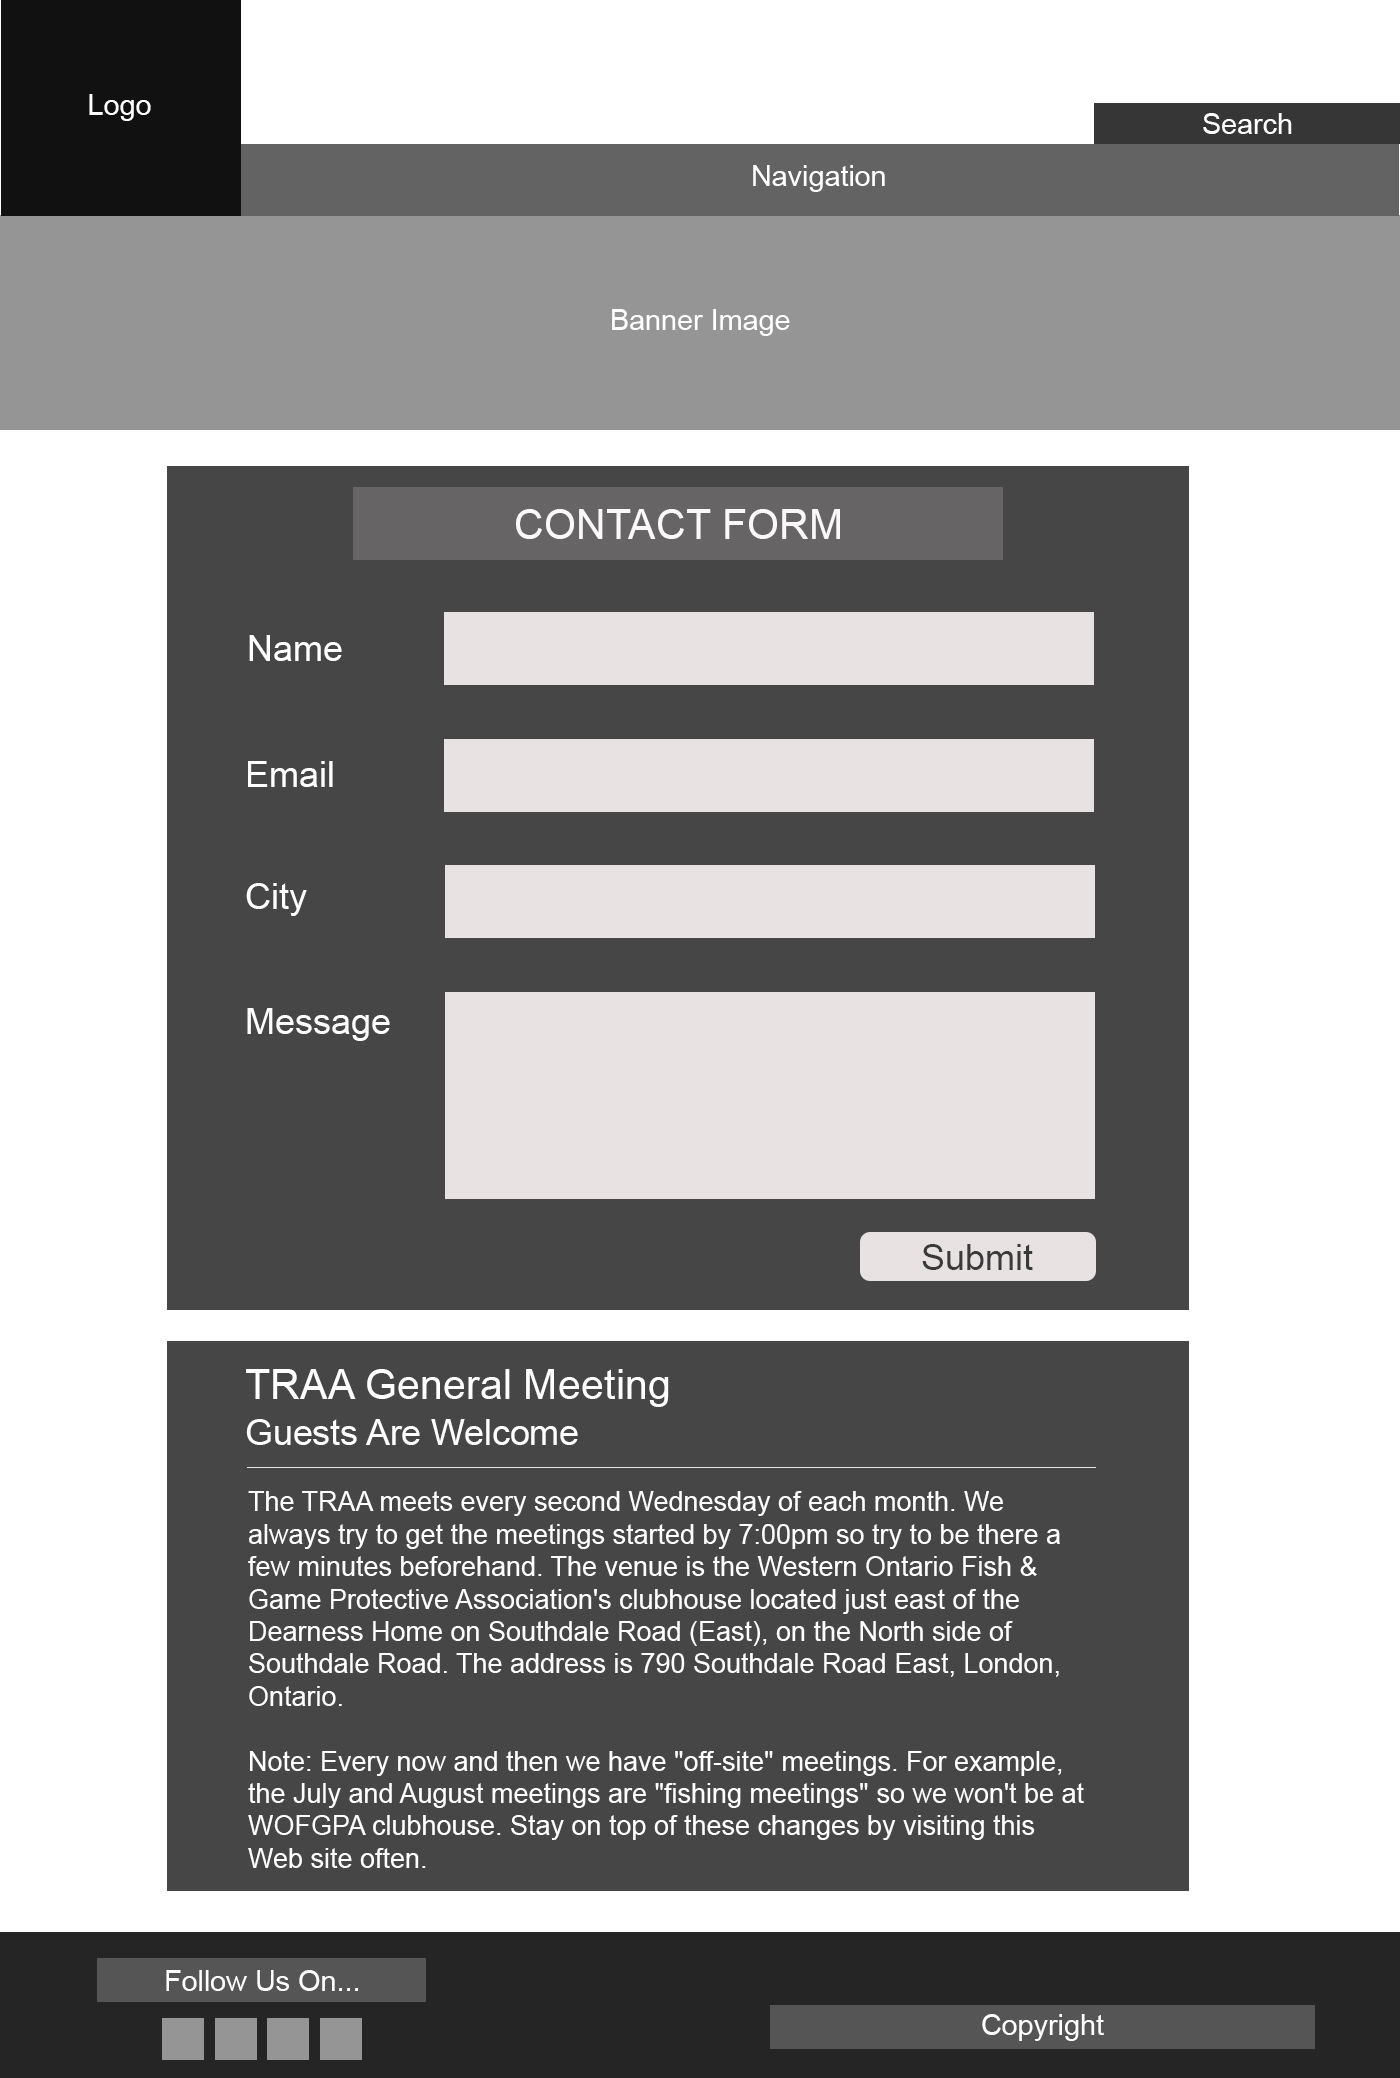 Logo
Search
Navigation
Banner Image
CONTACT FORM
Name
Email
City
Message
Submit
TRAA General Meeting
Guests Are Welcome
The TRAA meets every second Wednesday of each month. We
always try to get the meetings started by 7:00pm so try to be there a
few minutes beforehand. The venue is the Western Ontario Fish &
Game Protective Association's clubhouse located just east of the
Dearness Home on Southdale Road (East), on the North side of
Southdale Road. The address is 790 Southdale Road East, London,
Ontario.
Note: Every now and then we have "off-site" meetings. For example,
the July and August meetings are "fishing meetings" so we won't be at
WOFGPA clubhouse. Stay on top of these changes by visiting this
Web site often.
Follow Us On...
Copyright